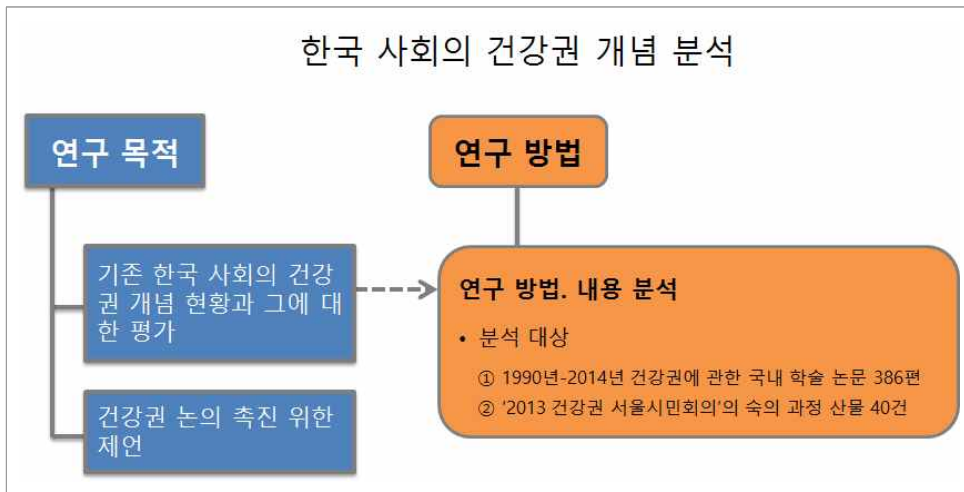 한국 사회의 건강권 개념 분석
연구 목적
기존 한국 사회의 건강
권 개념 현황과 그에 대
한 평가
건강권 논의 촉진 위한
제언
연구 방법
연구 방법. 내용 분석
• 분석 대상
① 1990년-2014년 건강권에 관한 국내 학술 논문 386편
② '2013 건강권 서울시민회의'의 숙의 과정 산물 40건